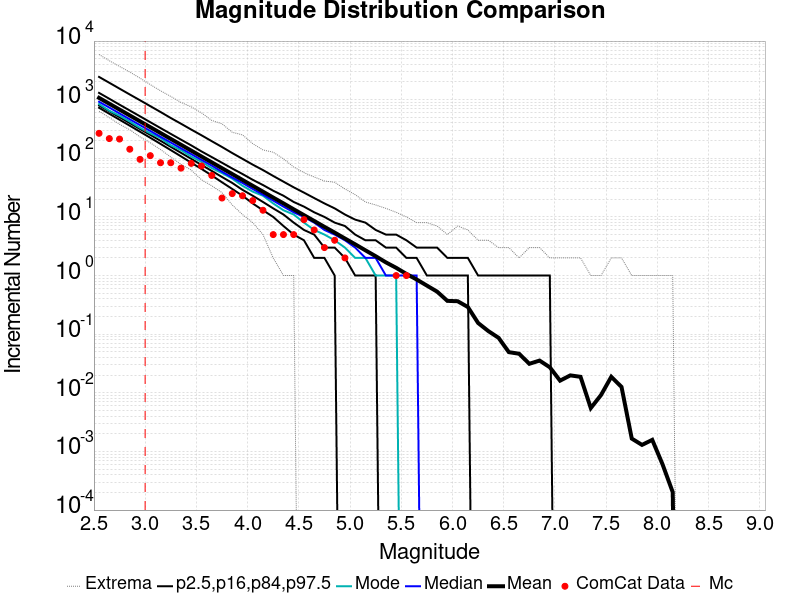 Magnitude Distribution Comparison
Incremental Number
10^4
10^3
10^2
10^1
10^0
10^-1
10^-2
10^-3
10^-4
2.5 3.0 3.5 4.0 4.5 5.0 5.5 6.0 6.5 7.0 7.5 8.0 8.5 9.0
Magnitude
Extrema p2.5,p16,p84,p97.5 Mode Median Mean ComCat Data Mc